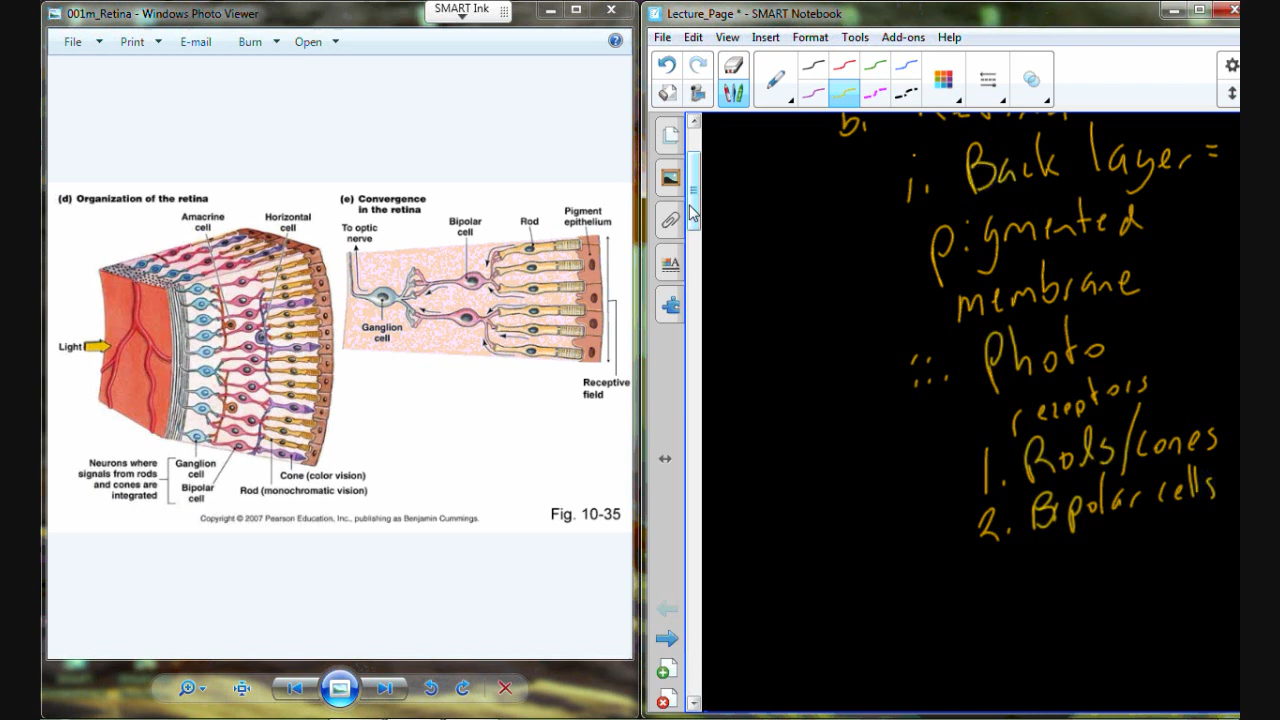 001m_Retina - Windows Photo Viewer
SMART Ink
File Print E-mail Burn Open
(d) Organization of the retina
Amacrine
cell
Horizontal
cell
Light
Neurons where
signals from rods
and cones are
integrated
Ganglion
cell
Bipolar
cell
Cone (color vision)
Rod (monochromatic vision)
(e) Convergence
in the retina
To optic
nerve
Bipolar
cell
Rod
Pigment
epithelium
Ganglion
cell
Receptive
field
Copyright © 2007 Pearson Education, Inc., publishing as Benjamin Cummings.
Fig. 10-35
Lecture_Page * - SMART Notebook
File Edit View Insert Format Tools Add-ons Help
b.
i. Back layer =
pigmented
membrane
ii. Photo
receptors
1. Rods/cones
2. Bipolar cells